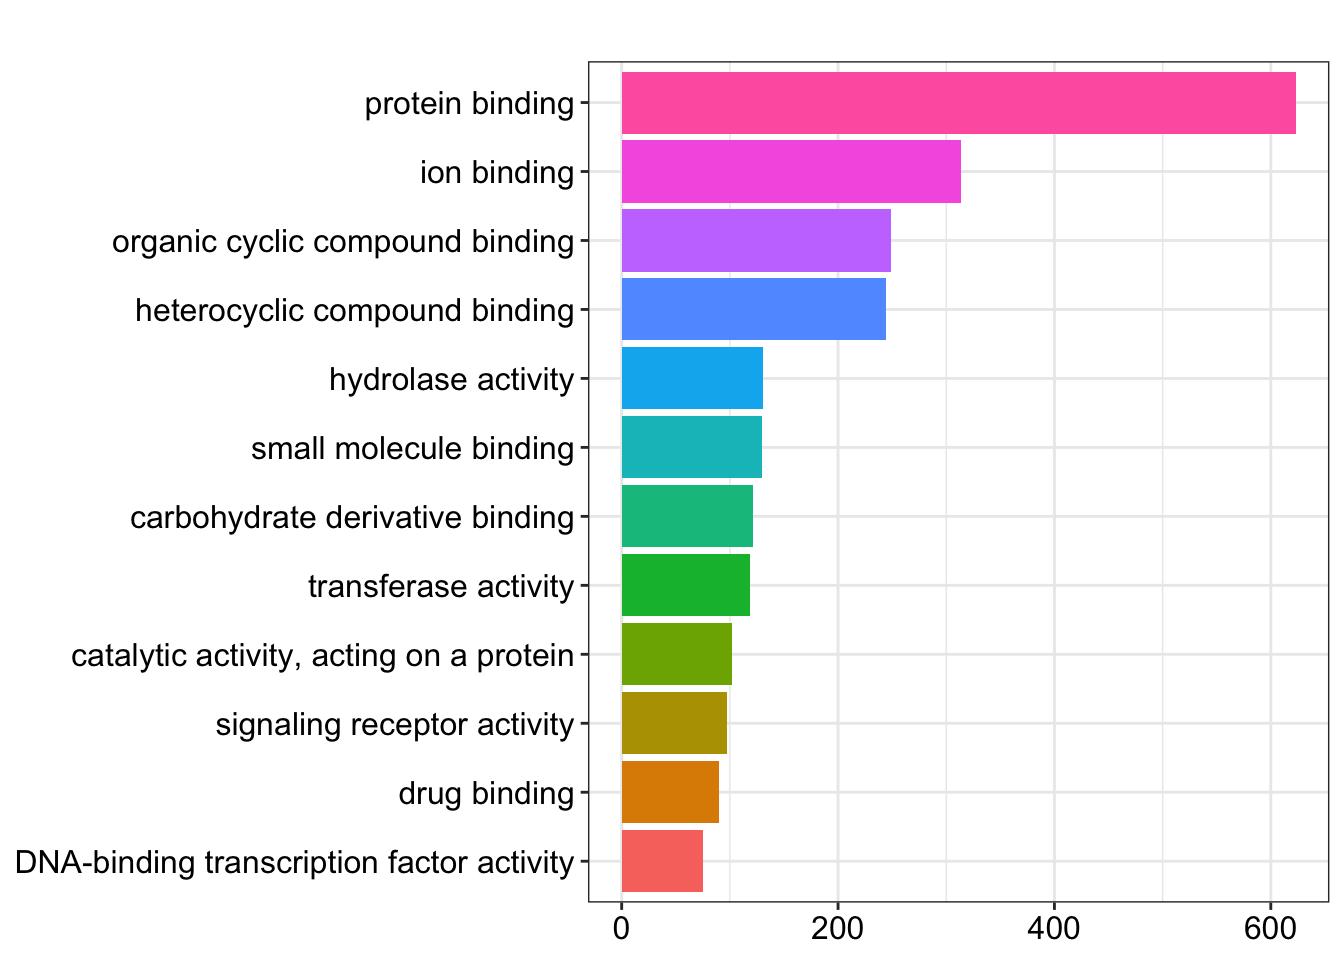 protein binding
ion binding
organic cyclic compound binding
heterocyclic compound binding
hydrolase activity
small molecule binding
carbohydrate derivative binding
transferase activity
catalytic activity, acting on a protein
signaling receptor activity
drug binding
DNA-binding transcription factor activity
0 200 400 600